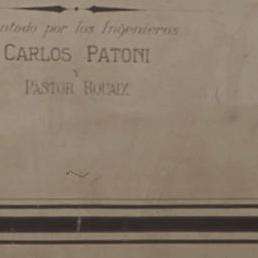 ntado por los Ingenieros
CARLOS PATONI
Y
PASTOR ROUAIX